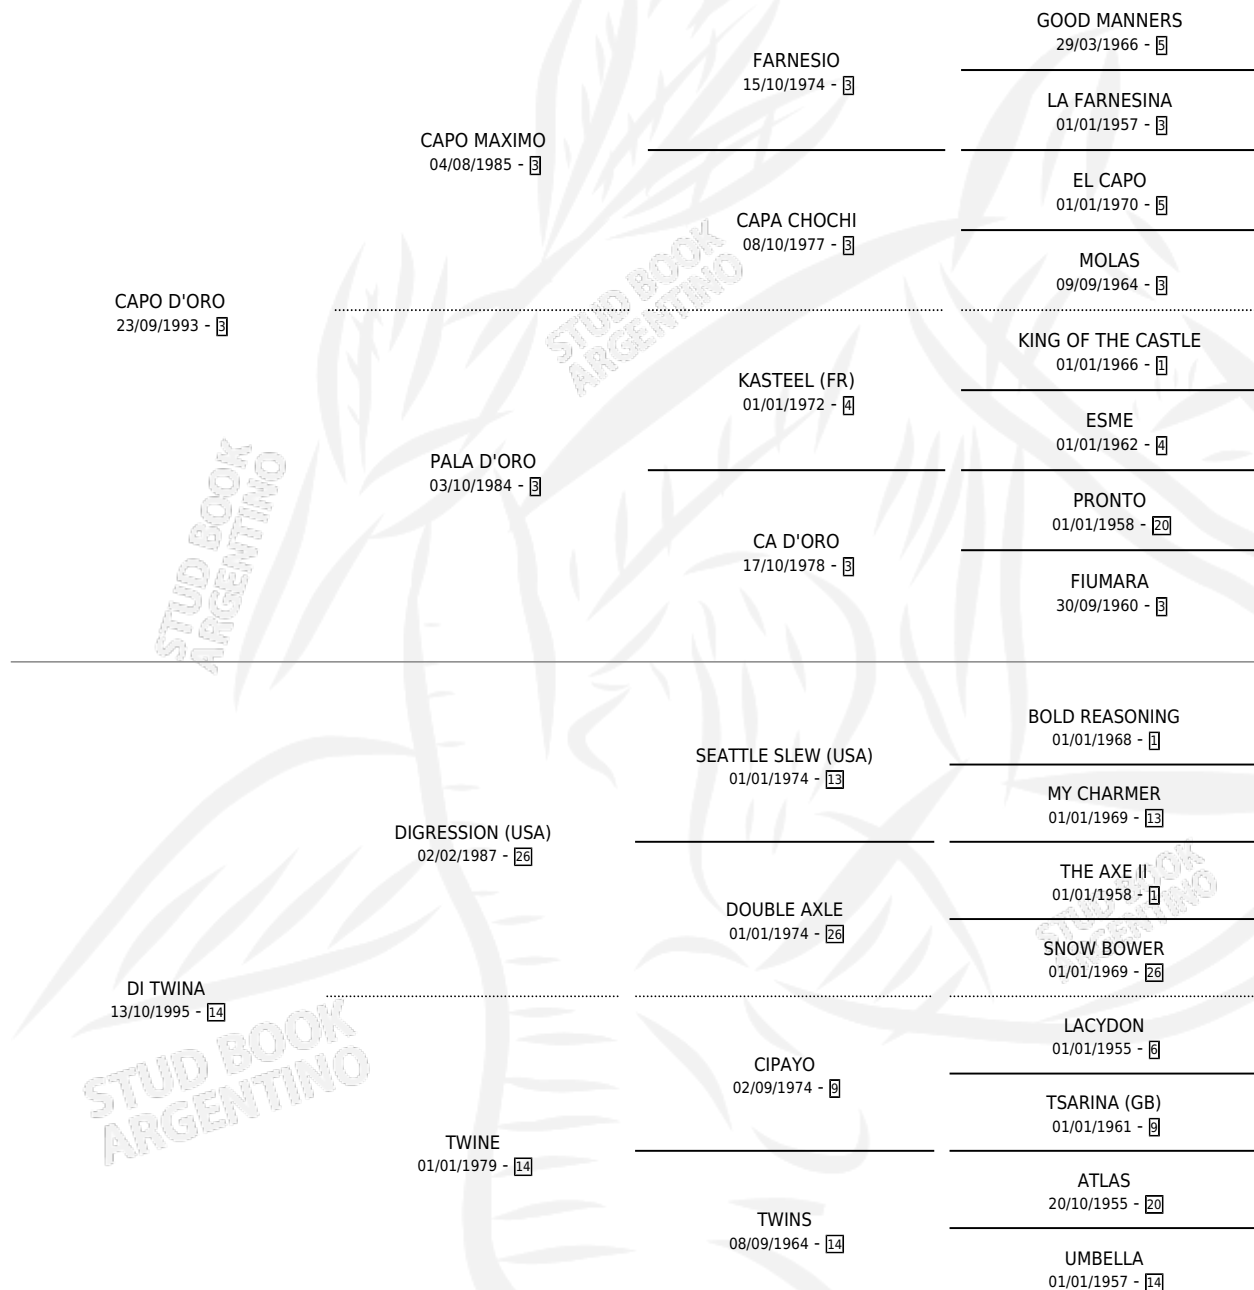 GOOD MANNERS
29/03/1966 - 5
FARNESIO
15/10/1974 - 3
LA FARNESINA
01/01/1957 - 3
CAPO MAXIMO
04/08/1985 - 3
EL CAPO
01/01/1970 - 5
CAPA CHOCHI
08/10/1977 - 3
MOLAS
09/09/1964 - 3
CAPO D'ORO
23/09/1993 - 3
KING OF THE CASTLE
01/01/1966 - 1
KASTEEL (FR)
01/01/1972 - 4
ESME
01/01/1962 - 4
PALA D'ORO
03/10/1984 - 3
PRONTO
01/01/1958 - 20
CA D'ORO
17/10/1978 - 3
FIUMARA
30/09/1960 - 3
STUD BOOK
ARGENTINO
STUD BOOK
ARGENTINO
BOLD REASONING
01/01/1968 - 1
SEATTLE SLEW (USA)
01/01/1974 - 13
MY CHARMER
01/01/1969 - 13
DIGRESSION (USA)
02/02/1987 - 26
THE AXE II
01/01/1958 - 1
DOUBLE AXLE
01/01/1974 - 26
SNOW BOWER
01/01/1969 - 26
DI TWINA
13/10/1995 - 14
LACYDON
01/01/1955 - 6
CIPAYO
02/09/1974 - 9
TSARINA (GB)
01/01/1961 - 9
TWINE
01/01/1979 - 14
ATLAS
20/10/1955 - 20
TWINS
08/09/1964 - 14
UMBELLA
01/01/1957 - 14
STUD BOOK
ARGENTINO
STUD BOOK
ARGENTINO